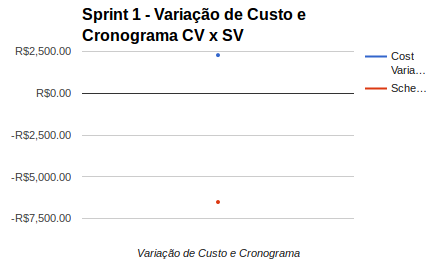 Sprint 1 - Variação de Custo e
Cronograma CV x SV
R$2,500.00
R$0.00
-R$2,500.00
-R$5,000.00
-R$7,500.00
Cost
Varia...
Sche...
Variação de Custo e Cronograma